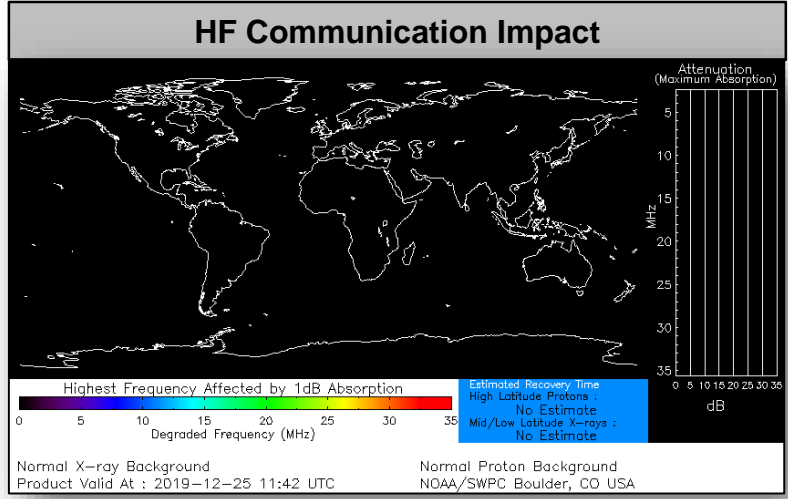 HF Communication Impact
Attenuation
(Maximum Absorption)
5
10
15
20
25
30
35
MHz
0 5 10 15 20 25 30 35
dB
Highest Frequency Affected by 1dB Absorption
0 5 10 15 20 25 30 35
Degraded Frequency (MHz)
Estimated Recovery Time
High Latitude Protons :
No Estimate
Mid/Low Latitude X-rays :
No Estimate
Normal X-ray Background
Normal Proton Background
Product Valid At : 2019-12-25 11:42 UTC
NOAA/SWPC Boulder, CO USA